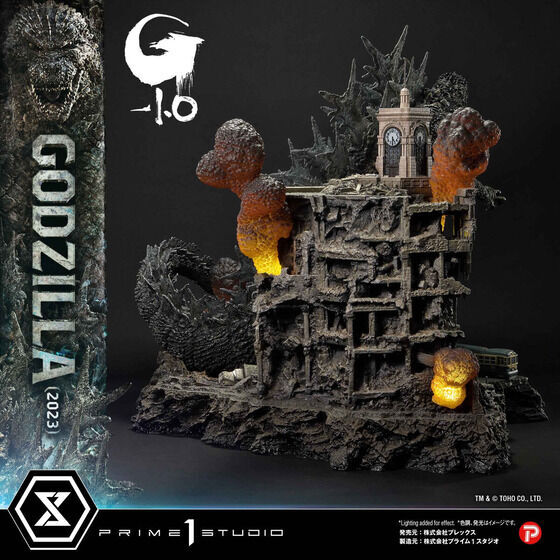 G
-1.0
GODZILLA (2023)
TM & © TOHO CO., LTD.
*Lighting added for effect. *色調、発光はイメージです。
発売元：株式会社プレックス
製造元：株式会社プライム1スタジオ
P
PRIME 1 STUDIO